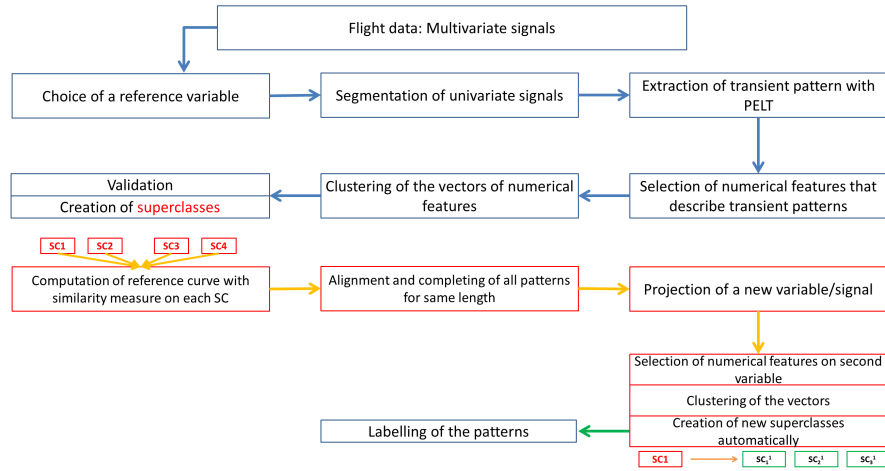 Flight data: Multivariate signals
Choice of a reference variable
Segmentation of univariate signals
Extraction of transient pattern with
PELT
Validation
Creation of superclasses
Clustering of the vectors of numerical
features
Selection of numerical features that
describe transient patterns
SC1
SC2
SC3
SC4
Computation of reference curve with
similarity measure on each SC
Alignment and completing of all patterns
for same length
Projection of a new variable/signal
Selection of numerical features on second
variable
Clustering of the vectors
Creation of new superclasses
automatically
Labelling of the patterns
SC1
SC₁¹
SC₂¹
SC₃¹